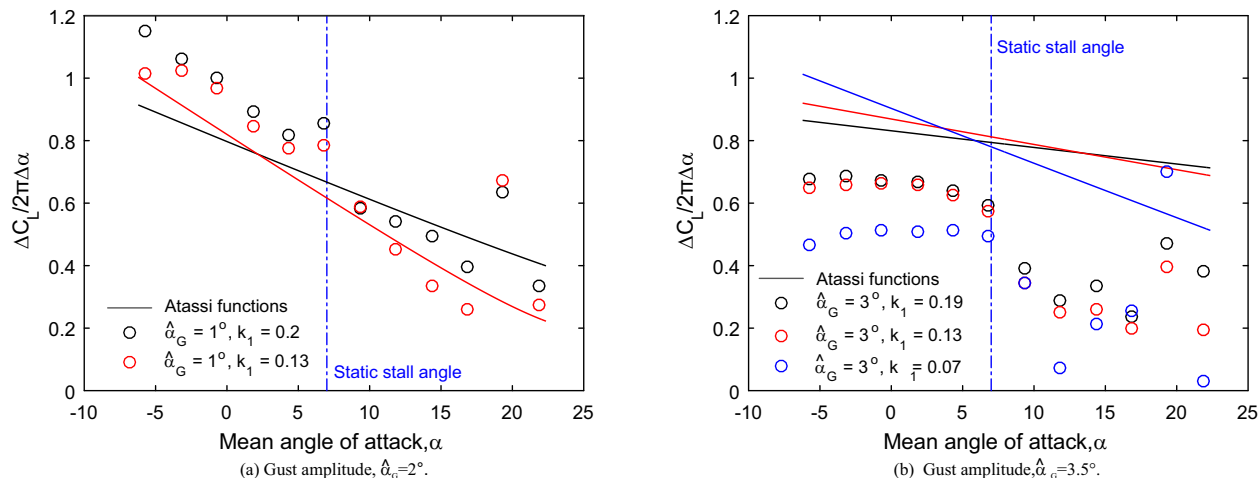 1.2
1
0.8
0.6
0.4
0.2
0
ΔC_L/2πΔα
Static stall angle
Atassi functions
α̂_G = 1°, k_1 = 0.2
α̂_G = 1°, k_1 = 0.13
-10 -5 0 5 10 15 20 25
Mean angle of attack,α
(a) Gust amplitude, α̂_G=2°.
1.2
1
0.8
0.6
0.4
0.2
0
ΔC_L/2πΔα
Static stall angle
Atassi functions
α̂_G = 3°, k_1 = 0.19
α̂_G = 3°, k_1 = 0.13
α̂_G = 3°, k_1 = 0.07
-10 -5 0 5 10 15 20 25
Mean angle of attack,α
(b) Gust amplitude,α̂_G=3.5°.